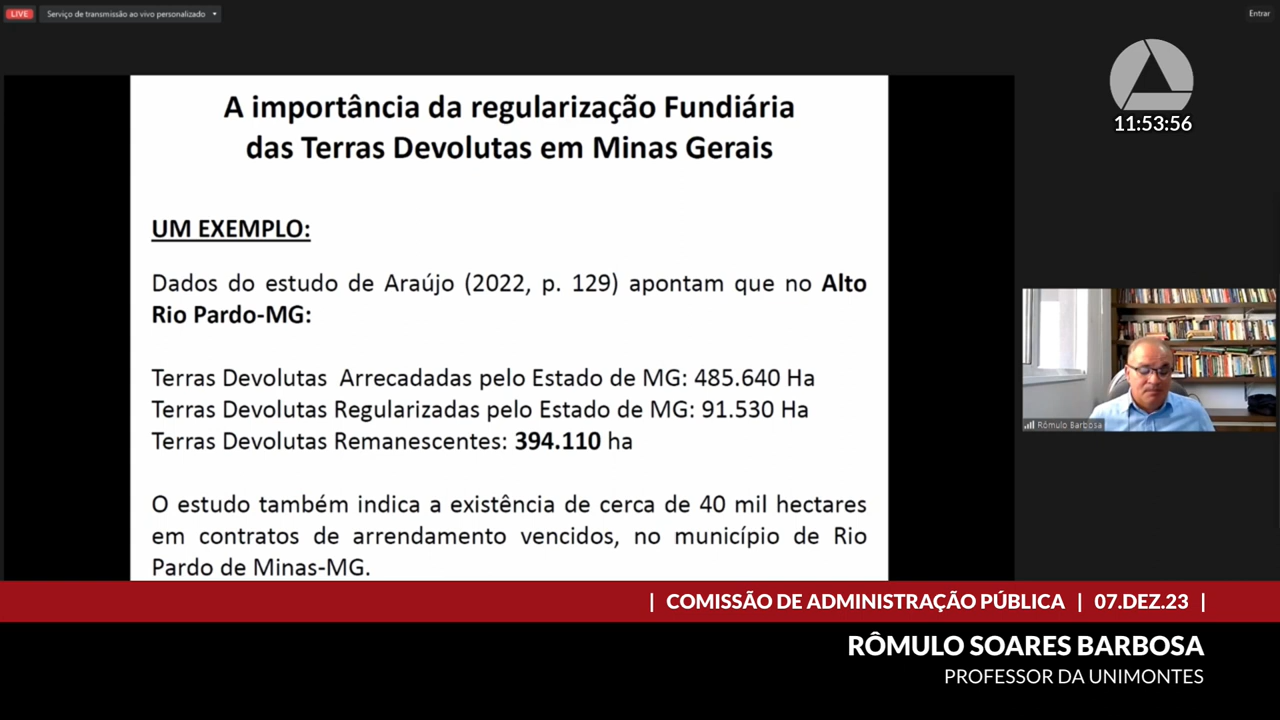 LIVE Serviço de transmissão ao vivo personalizado
Entrar
11:53:56
A importância da regularização Fundiária
das Terras Devolutas em Minas Gerais
UM EXEMPLO:
Dados do estudo de Araújo (2022, p. 129) apontam que no Alto
Rio Pardo-MG:
Terras Devolutas Arrecadadas pelo Estado de MG: 485.640 Ha
Terras Devolutas Regularizadas pelo Estado de MG: 91.530 Ha
Terras Devolutas Remanescentes: 394.110 ha
O estudo também indica a existência de cerca de 40 mil hectares
em contratos de arrendamento vencidos, no município de Rio
Pardo de Minas-MG.
Rômulo Barbosa
| COMISSÃO DE ADMINISTRAÇÃO PÚBLICA | 07.DEZ.23 |
RÔMULO SOARES BARBOSA
PROFESSOR DA UNIMONTES